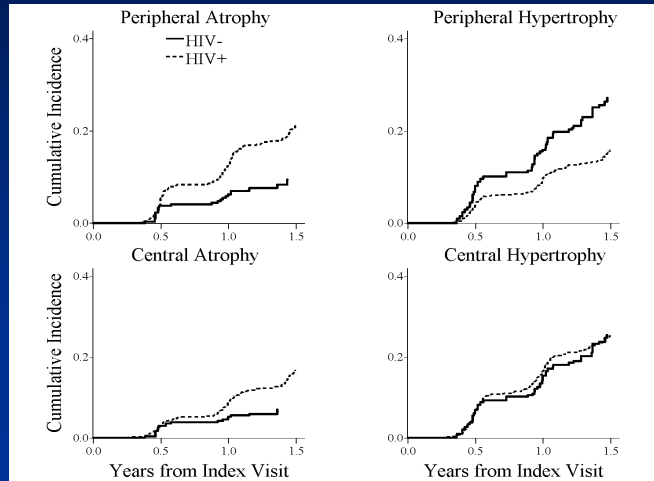 Peripheral Atrophy
HIV-
HIV+
Cumulative Incidence
0.4
0.2
0.0
0.0 0.5 1.0 1.5
Peripheral Hypertrophy
0.4
0.2
0.0
0.0 0.5 1.0 1.5
Central Atrophy
Cumulative Incidence
0.4
0.2
0.0
0.0 0.5 1.0 1.5
Years from Index Visit
Central Hypertrophy
0.4
0.2
0.0
0.0 0.5 1.0 1.5
Years from Index Visit